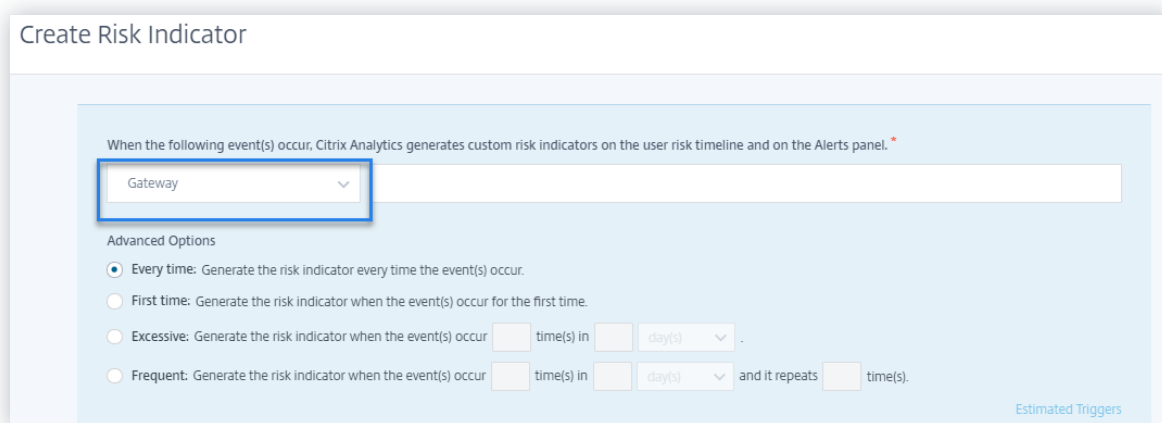 Create Risk Indicator
When the following event(s) occur, Citrix Analytics generates custom risk indicators on the user risk timeline and on the Alerts panel. *
Gateway
Advanced Options
Every time: Generate the risk indicator every time the event(s) occur.
First time: Generate the risk indicator when the event(s) occur for the first time.
Excessive: Generate the risk indicator when the event(s) occur time(s) in day(s) .
Frequent: Generate the risk indicator when the event(s) occur time(s) in day(s) and it repeats time(s).
Estimated Triggers